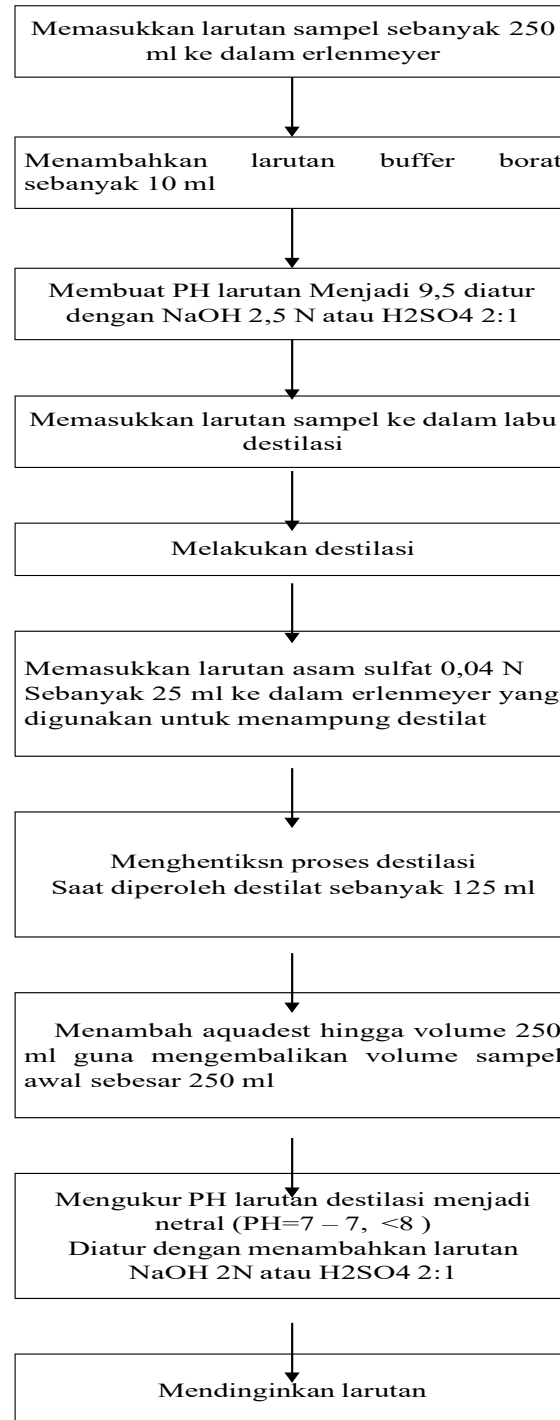 Memasukkan larutan sampel sebanyak 250
ml ke dalam erlenmeyer
Menambahkan larutan buffer borat
sebanyak 10 ml
Membuat PH larutan Menjadi 9,5 diatur
dengan NaOH 2,5 N atau H2SO4 2:1
Memasukkan larutan sampel ke dalam labu
destilasi
Melakukan destilasi
Memasukkan larutan asam sulfat 0,04 N
Sebanyak 25 ml ke dalam erlenmeyer yang
digunakan untuk menampung destilat
Menghentiksn proses destilasi
Saat diperoleh destilat sebanyak 125 ml
Menambah aquadest hingga volume 250
ml guna mengembalikan volume sampel
awal sebesar 250 ml
Mengukur PH larutan destilasi menjadi
netral (PH=7 – 7, <8 )
Diatur dengan menambahkan larutan
NaOH 2N atau H2SO4 2:1
Mendinginkan larutan